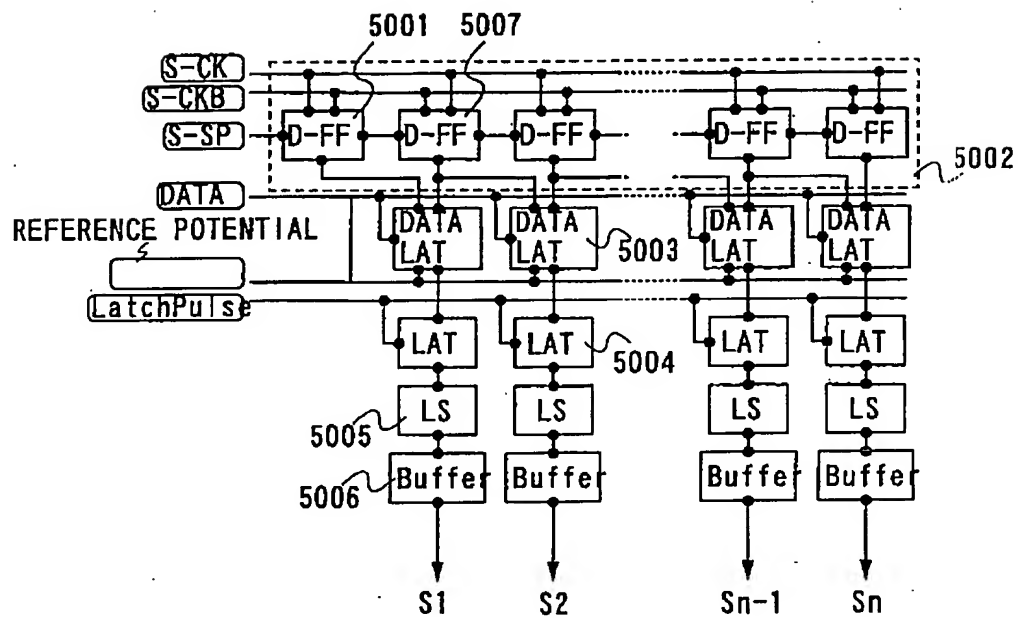 5001 5007
S-CK
S-CKB
S-SP D-FF D-FF D-FF D-FF D-FF
5002
DATA
REFERENCE POTENTIAL
DATA DATA DATA DATA
LAT LAT 5003 LAT LAT
LatchPulse
LAT LAT 5004 LAT LAT
5005 LS LS LS LS
5006 Buffer Buffer Buffer Buffer
S1 S2 Sn-1 Sn